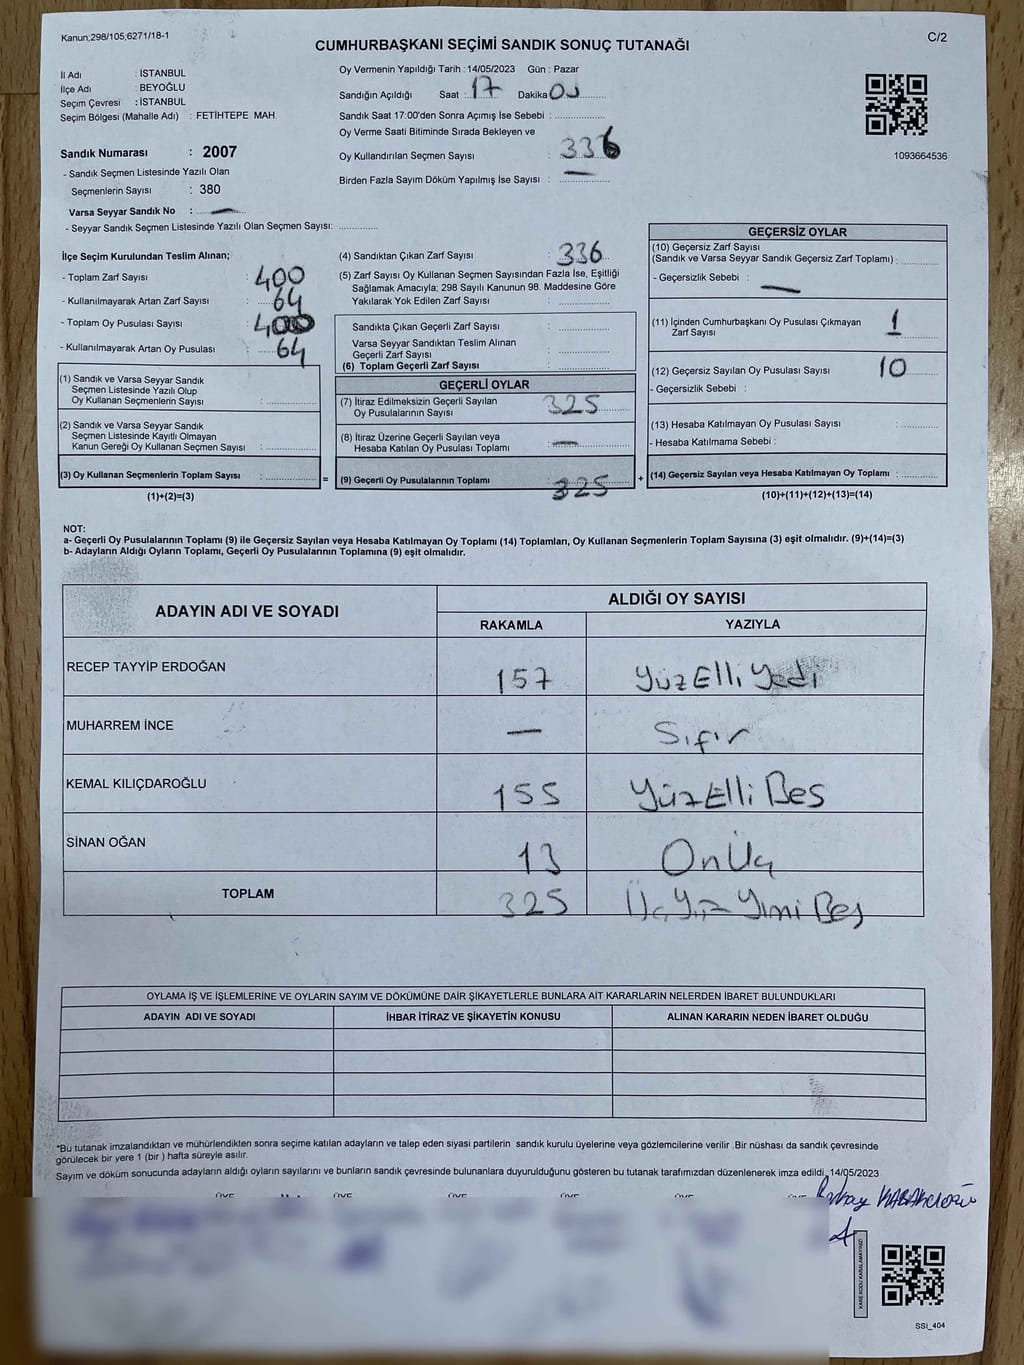 Kanun;298/105;6271/18-1
C/2
CUMHURBAŞKANI SEÇİMİ SANDIK SONUÇ TUTANAĞI
İl Adı : İSTANBUL
İlçe Adı : BEYOĞLU
Seçim Çevresi : İSTANBUL
Seçim Bölgesi (Mahalle Adı) : FETİHTEPE MAH.
Sandık Numarası : 2007
- Sandık Seçmen Listesinde Yazılı Olan
Seçmenlerin Sayısı : 380
Varsa Seyyar Sandık No : —
- Seyyar Sandık Seçmen Listesinde Yazılı Olan Seçmen Sayısı:
Oy Vermenin Yapıldığı Tarih : 14/05/2023 Gün : Pazar
Sandığın Açıldığı Saat : 17 Dakika
Sandık Saat 17:00'den Sonra Açımış İse Sebebi :
Oy Verme Saati Bitiminde Sırada Bekleyen ve
Oy Kullandırılan Seçmen Sayısı : 336
Birden Fazla Sayım Döküm Yapılmış İse Sayısı : —
1093664536
İlçe Seçim Kurulundan Teslim Alınan;
- Toplam Zarf Sayısı : 400
- Kullanılmayarak Artan Zarf Sayısı : 64
- Toplam Oy Pusulası Sayısı : 400
- Kullanılmayarak Artan Oy Pusulası : 64
(1) Sandık ve Varsa Seyyar Sandık
Seçmen Listesinde Yazılı Olup
Oy Kullanan Seçmenlerin Sayısı :
(2) Sandık ve Varsa Seyyar Sandık
Seçmen Listesinde Kayıtlı Olmayan
Kanun Gereği Oy Kullanan Seçmen Sayısı :
(3) Oy Kullanan Seçmenlerin Toplam Sayısı :
(1)+(2)=(3)
=
(4) Sandıktan Çıkan Zarf Sayısı : 336
(5) Zarf Sayısı Oy Kullanan Seçmen Sayısından Fazla İse, Eşitliği
Sağlamak Amacıyla; 298 Sayılı Kanunun 98. Maddesine Göre
Yakılarak Yok Edilen Zarf Sayısı :
Sandıkta Çıkan Geçerli Zarf Sayısı :
Varsa Seyyar Sandıktan Teslim Alınan
Geçerli Zarf Sayısı :
(6) Toplam Geçerli Zarf Sayısı :
GEÇERLİ OYLAR
(7) İtiraz Edilmeksizin Geçerli Sayılan
Oy Pusulalarının Sayısı : 325
(8) İtiraz Üzerine Geçerli Sayılan veya
Hesaba Katılan Oy Pusulası Toplamı : —
(9) Geçerli Oy Pusulalarının Toplamı : 325
+
GEÇERSİZ OYLAR
(10) Geçersiz Zarf Sayısı
(Sandık ve Varsa Seyyar Sandık Geçersiz Zarf Toplamı) :
- Geçersizlik Sebebi : —
(11) İçinden Cumhurbaşkanı Oy Pusulası Çıkmayan
Zarf Sayısı : 1
(12) Geçersiz Sayılan Oy Pusulası Sayısı : 10
- Geçersizlik Sebebi :
(13) Hesaba Katılmayan Oy Pusulası Sayısı :
- Hesaba Katılmama Sebebi :
(14) Geçersiz Sayılan veya Hesaba Katılmayan Oy Toplamı :
(10)+(11)+(12)+(13)=(14)
NOT:
a- Geçerli Oy Pusulalarının Toplamı (9) ile Geçersiz Sayılan veya Hesaba Katılmayan Oy Toplamı (14) Toplamları, Oy Kullanan Seçmenlerin Toplam Sayısına (3) eşit olmalıdır. (9)+(14)=(3)
b- Adayların Aldığı Oyların Toplamı, Geçerli Oy Pusulalarının Toplamına (9) eşit olmalıdır.
ADAYIN ADI VE SOYADI
ALDIĞI OY SAYISI
RAKAMLA YAZIYLA
RECEP TAYYİP ERDOĞAN 157 YüzElli Yedi
MUHARREM İNCE — Sıfır
KEMAL KILIÇDAROĞLU 155 YüzElli Bes
SİNAN OĞAN 13 OnÜç
TOPLAM 325 ÜçYüz Yimi Beş
OYLAMA İŞ VE İŞLEMLERİNE VE OYLARIN SAYIM VE DÖKÜMÜNE DAİR ŞİKAYETLERLE BUNLARA AİT KARARLARIN NELERDEN İBARET BULUNDUKLARI
ADAYIN ADI VE SOYADI İHBAR İTİRAZ VE ŞİKAYETİN KONUSU ALINAN KARARIN NEDEN İBARET OLDUĞU
"Bu tutanak imzalandıktan ve mühürlendikten sonra seçime katılan adayların ve talep eden siyasi partilerin sandık kurulu üyelerine veya gözlemcilerine verilir .Bir nüshası da sandık çevresinde
görülecek bir yere 1 (bir ) hafta süreyle asılır.
Sayım ve döküm sonucunda adayların aldığı oyların sayılarını ve bunların sandık çevresinde bulunanlara duyurulduğunu gösteren bu tutanak tarafımızdan düzenlenerek imza edildi. 14/05/2023
ÜYE ÜYE ÜYE ÜYE ÜYE
KARE KODU KARALAMAYINIZ!
SSI_404